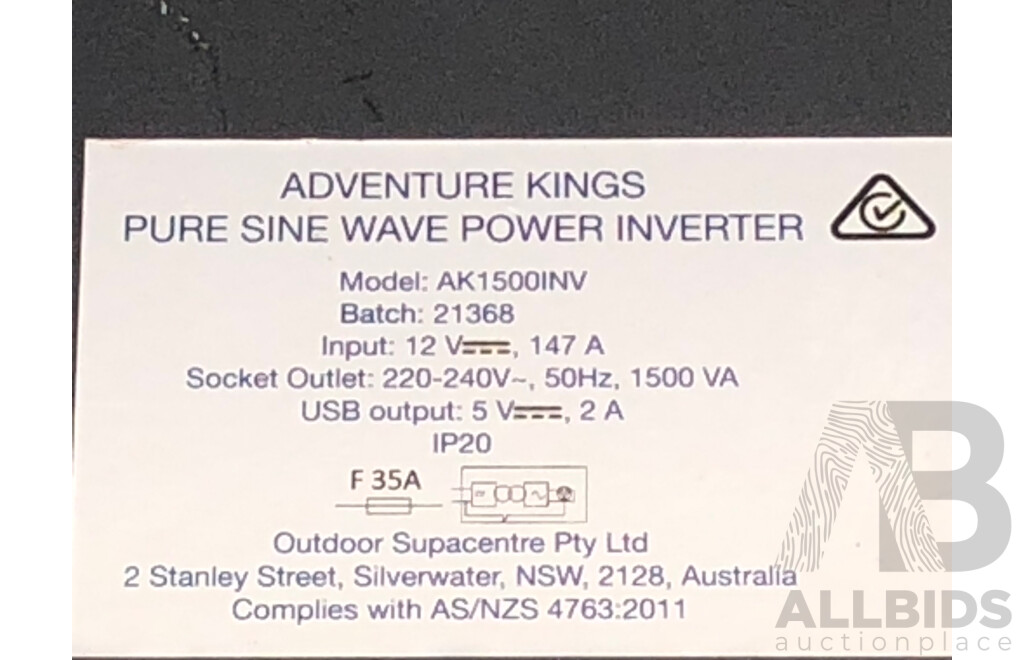 ADVENTURE KINGS
PURE SINE WAVE POWER INVERTER
Model: AK1500INV
Batch: 21368
Input: 12 V⎓, 147 A
Socket Outlet: 220-240V~, 50Hz, 1500 VA
USB output: 5 V⎓, 2 A
IP20
F 35A
Outdoor Supacentre Pty Ltd
2 Stanley Street, Silverwater, NSW, 2128, Australia
Complies with AS/NZS 4763:2011
AB
ALLBIDS
auctionplace